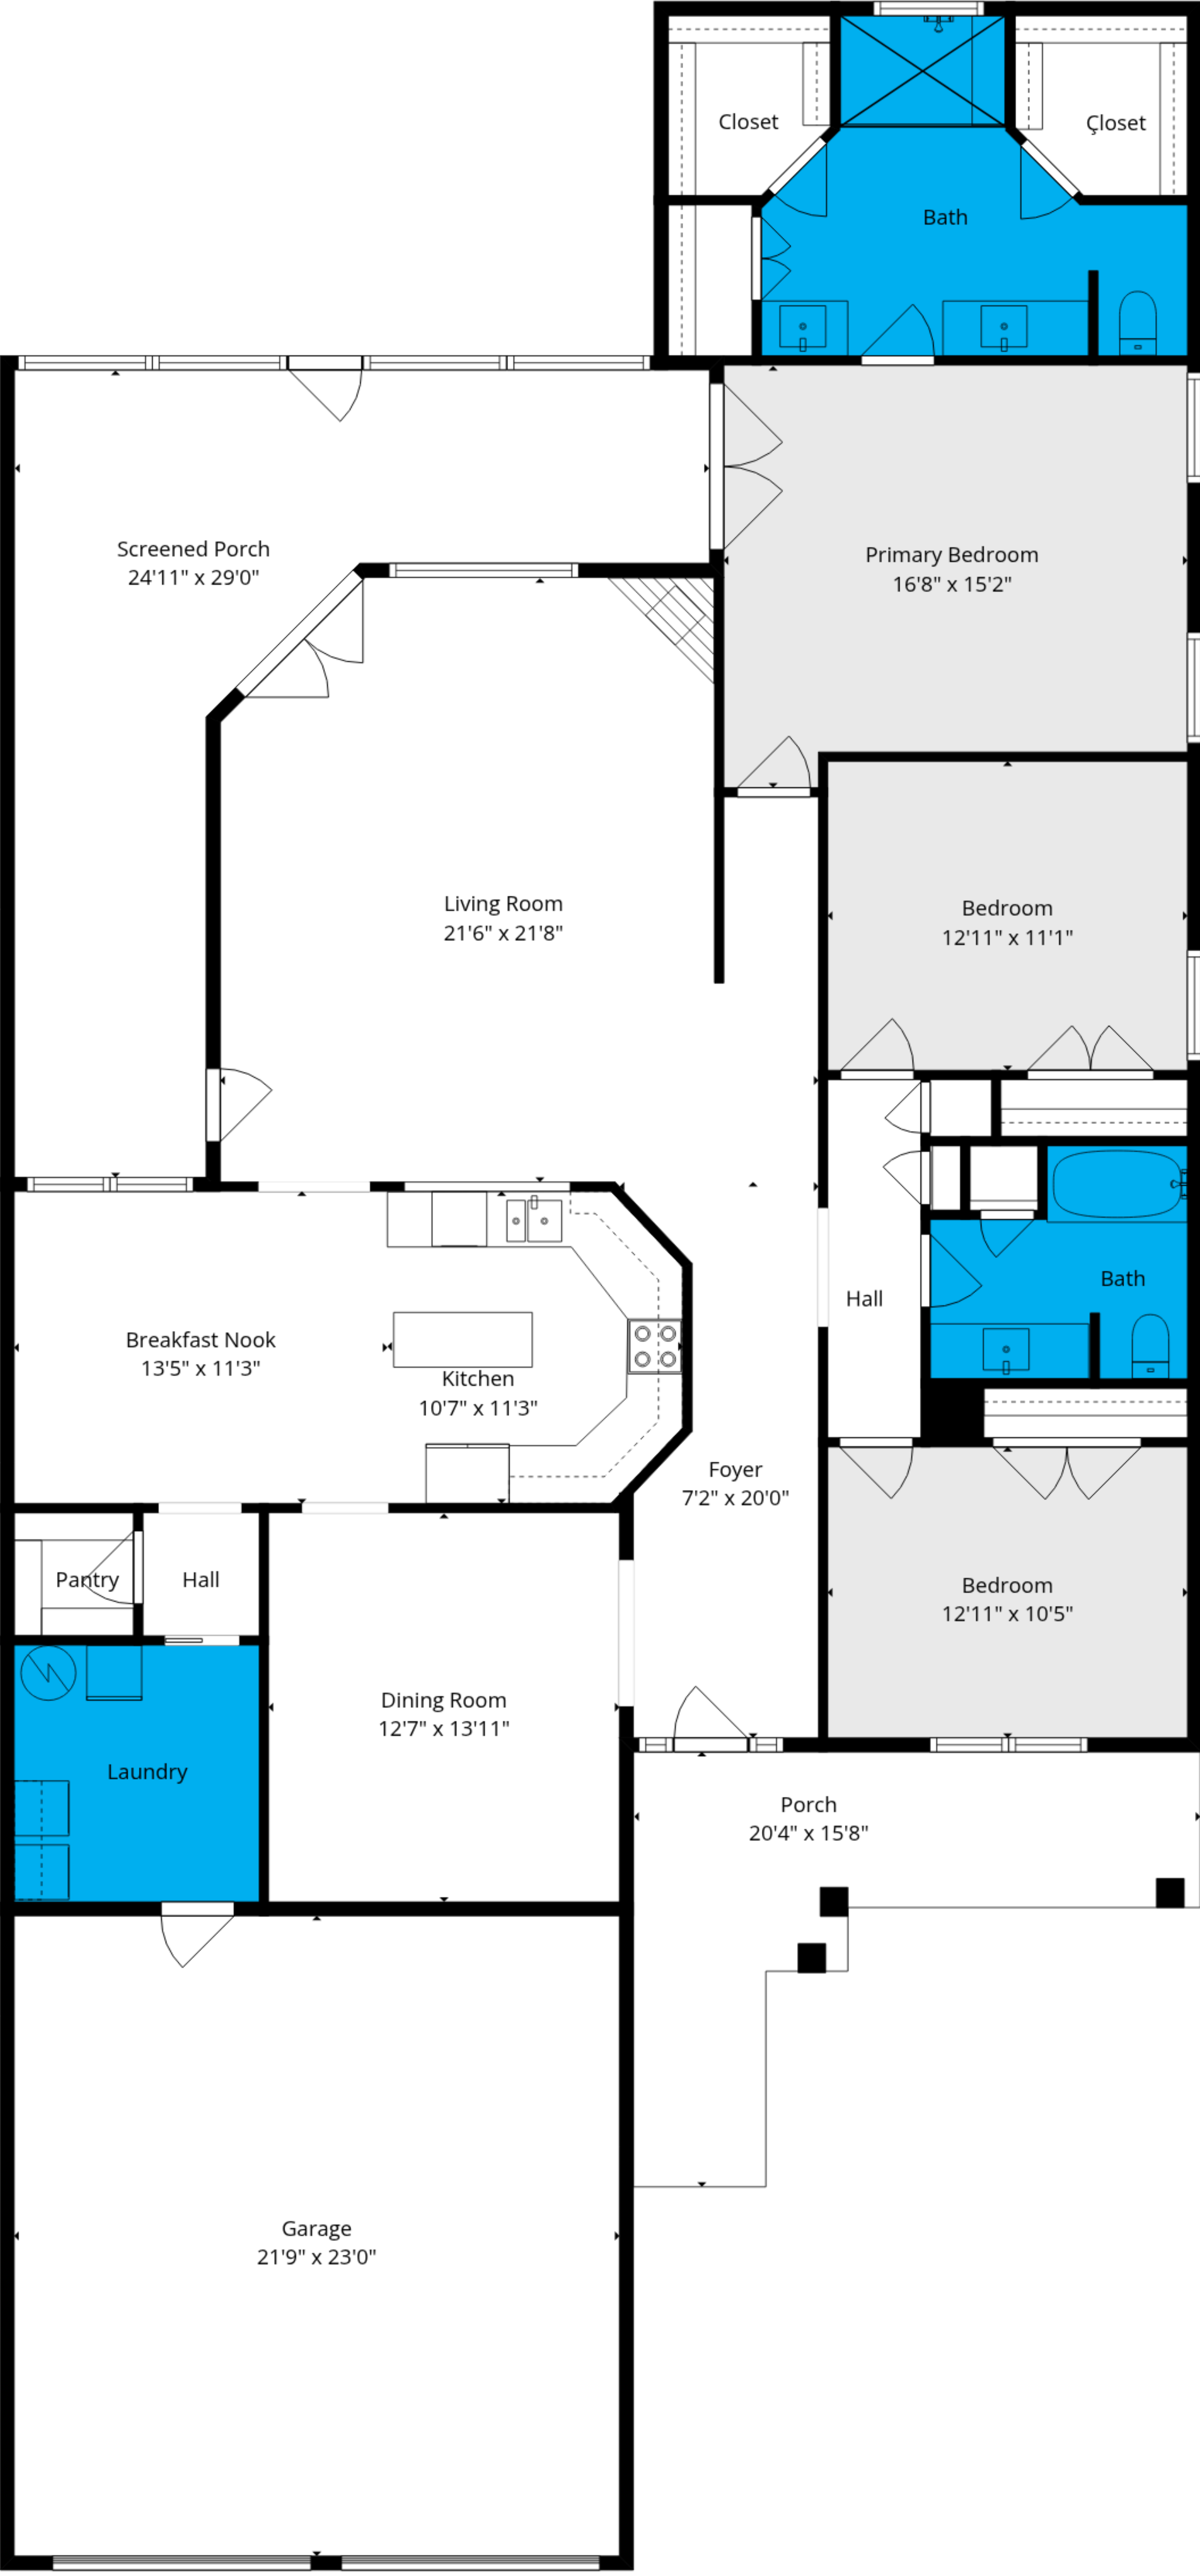 Closet
Çloset
Bath
Screened Porch
24'11" x 29'0"
Primary Bedroom
16'8" x 15'2"
Living Room
21'6" x 21'8"
Bedroom
12'11" x 11'1"
Bath
Hall
Breakfast Nook
13'5" x 11'3"
Kitchen
10'7" x 11'3"
Foyer
7'2" x 20'0"
Pantry
Hall
Bedroom
12'11" x 10'5"
Dining Room
12'7" x 13'11"
Laundry
Porch
20'4" x 15'8"
Garage
21'9" x 23'0"